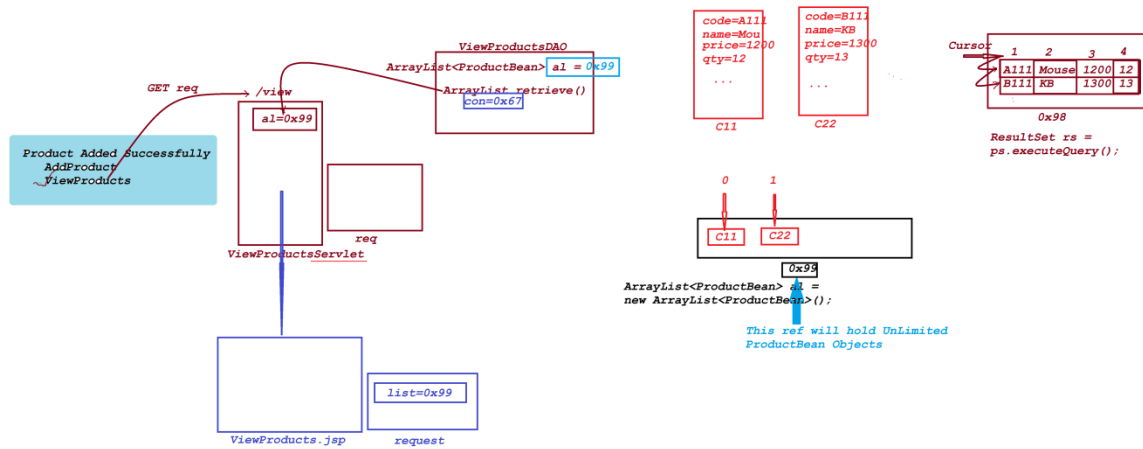 ViewProductsDAO
ArrayList<ProductBean> al = 0x99
ArrayList retrieve()
con=0x67
GET req
/view
al=0x99
Product Added Successfully
AddProduct
ViewProducts
req
ViewProductsServlet
ViewProducts.jsp
list=0x99
request
code=A111
name=Mou
price=1200
qty=12
...
C11
code=B111
name=KB
price=1300
qty=13
...
C22
0
1
C11
C22
0x99
ArrayList<ProductBean> al =
new ArrayList<ProductBean>();
This ref will hold UnLimited
ProductBean Objects
Cursor
1 2 3 4
A111 Mouse 1200 12
B111 KB 1300 13
0x98
ResultSet rs =
ps.executeQuery();